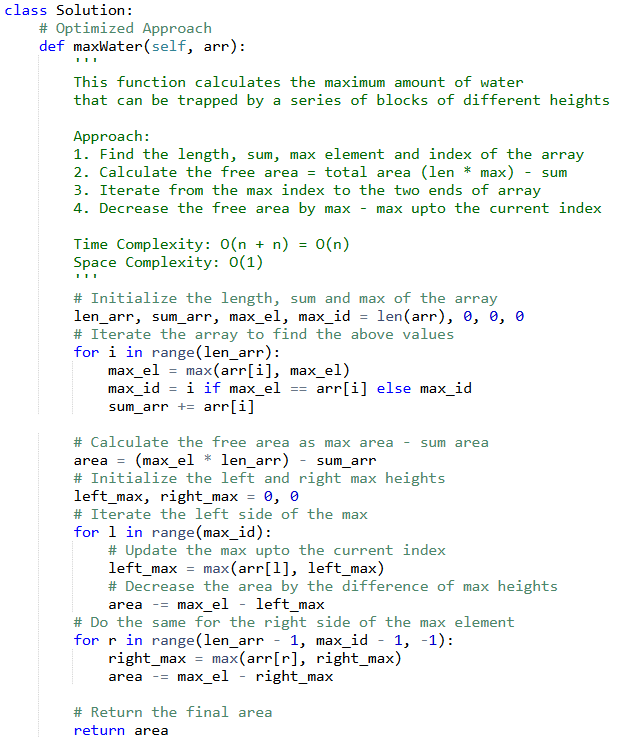 class Solution:
    # Optimized Approach
    def maxWater(self, arr):
        '''
        This function calculates the maximum amount of water
        that can be trapped by a series of blocks of different heights

        Approach:
        1. Find the length, sum, max element and index of the array
        2. Calculate the free area = total area (len * max) - sum
        3. Iterate from the max index to the two ends of array
        4. Decrease the free area by max - max upto the current index

        Time Complexity: O(n + n) = O(n)
        Space Complexity: O(1)
        '''
        # Initialize the length, sum and max of the array
        len_arr, sum_arr, max_el, max_id = len(arr), 0, 0, 0
        # Iterate the array to find the above values
        for i in range(len_arr):
            max_el = max(arr[i], max_el)
            max_id = i if max_el == arr[i] else max_id
            sum_arr += arr[i]

        # Calculate the free area as max area - sum area
        area = (max_el * len_arr) - sum_arr
        # Initialize the left and right max heights
        left_max, right_max = 0, 0
        # Iterate the left side of the max
        for l in range(max_id):
            # Update the max upto the current index
            left_max = max(arr[l], left_max)
            # Decrease the area by the difference of max heights
            area -= max_el - left_max
        # Do the same for the right side of the max element
        for r in range(len_arr - 1, max_id - 1, -1):
            right_max = max(arr[r], right_max)
            area -= max_el - right_max

        # Return the final area
        return area